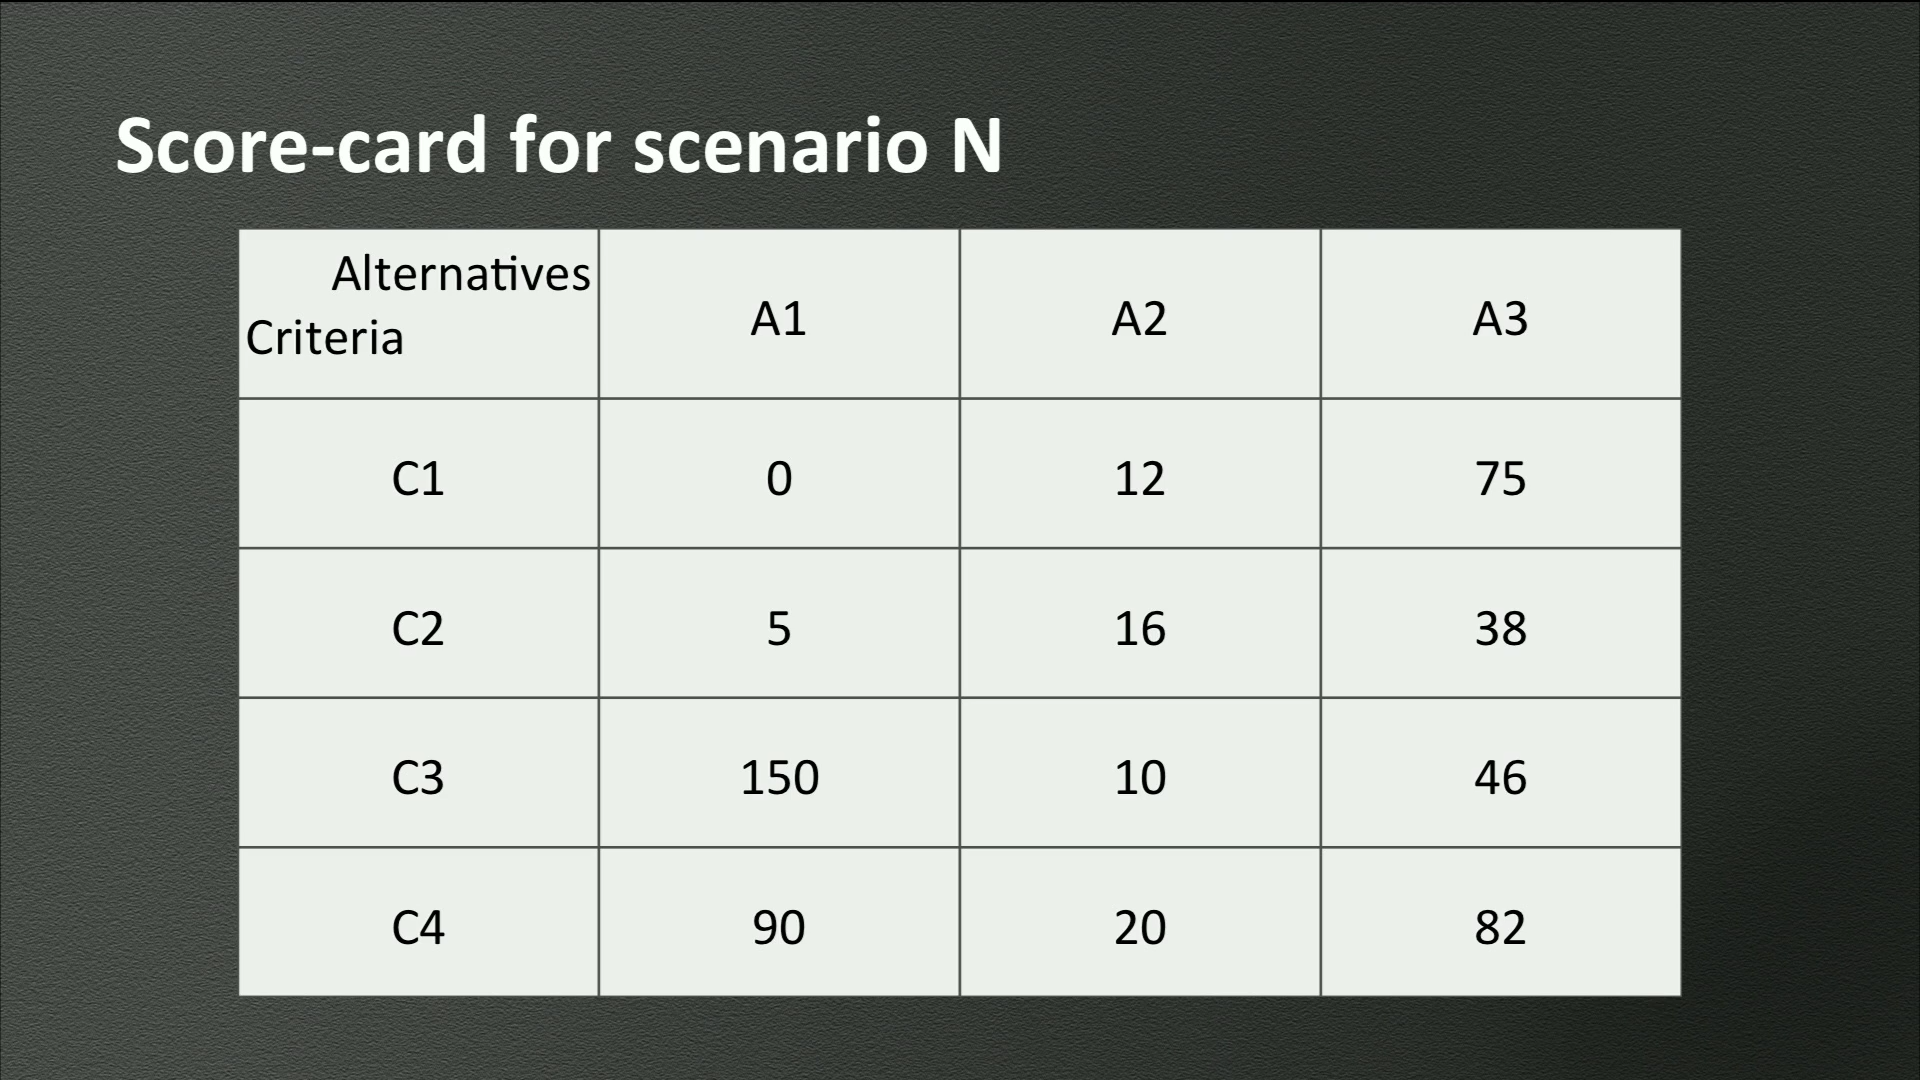 Score-card for scenario N
Alternatives
Criteria
A1 A2 A3
C1 0 12 75
C2 5 16 38
C3 150 10 46
C4 90 20 82